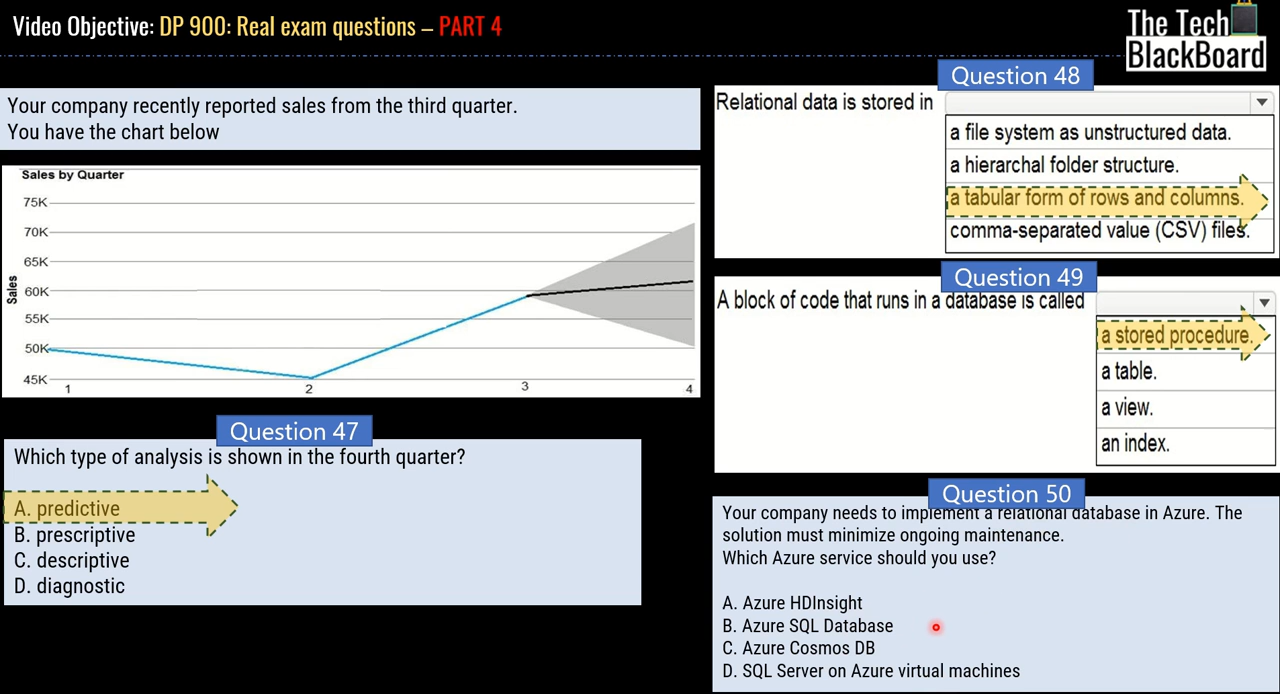 Video Objective: DP 900: Real exam questions – PART 4
The Tech
BlackBoard
Your company recently reported sales from the third quarter.
You have the chart below
Sales by Quarter
75K
70K
65K
60K
55K
50K
45K
Sales
1
2
3
4
Question 47
Which type of analysis is shown in the fourth quarter?
A. predictive
B. prescriptive
C. descriptive
D. diagnostic
Question 48
Relational data is stored in
a file system as unstructured data.
a hierarchal folder structure.
a tabular form of rows and columns.
comma-separated value (CSV) files.
Question 49
A block of code that runs in a database is called
a stored procedure.
a table.
a view.
an index.
Question 50
Your company needs to implement a relational database in Azure. The
solution must minimize ongoing maintenance.
Which Azure service should you use?
A. Azure HDInsight
B. Azure SQL Database
C. Azure Cosmos DB
D. SQL Server on Azure virtual machines